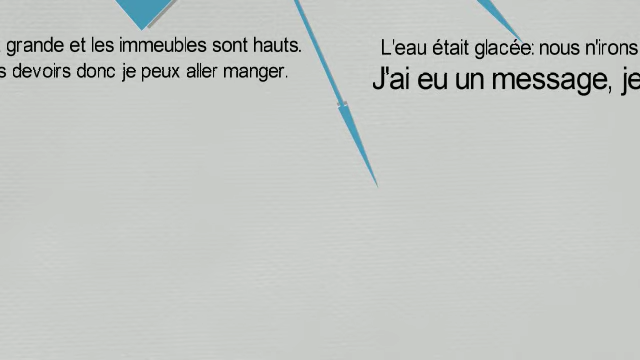 grande et les immeubles sont hauts.
devoirs donc je peux aller manger.
L'eau était glacée: nous n'irons
J'ai eu un message, je